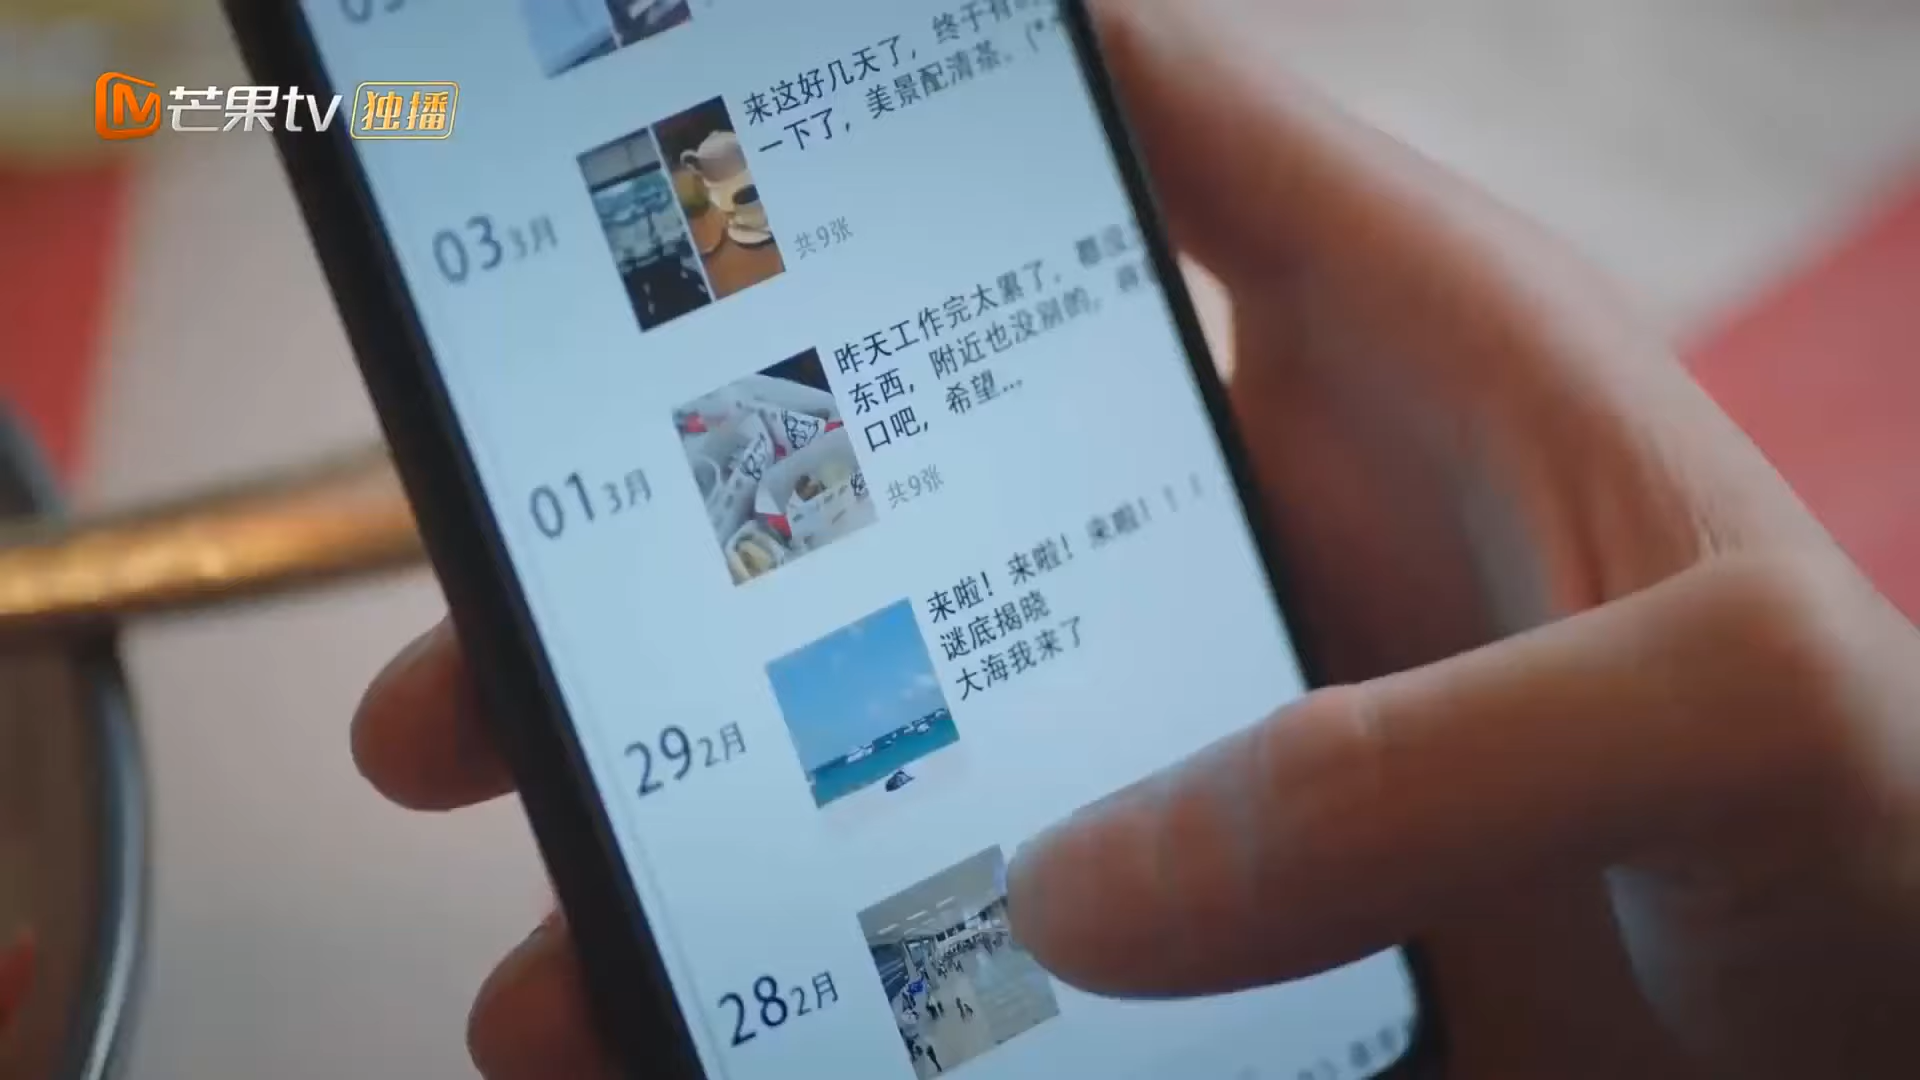 芒果tv 独播
来这好几天了，终于有
一下了，美景配清茶。(*
03 3月
共9张
昨天工作完太累了，都没
东西，附近也没别的，
口吧，希望...
01 3月
共9张
来啦！来啦！来啦！！！
谜底揭晓
大海我来了
29 2月
28 2月